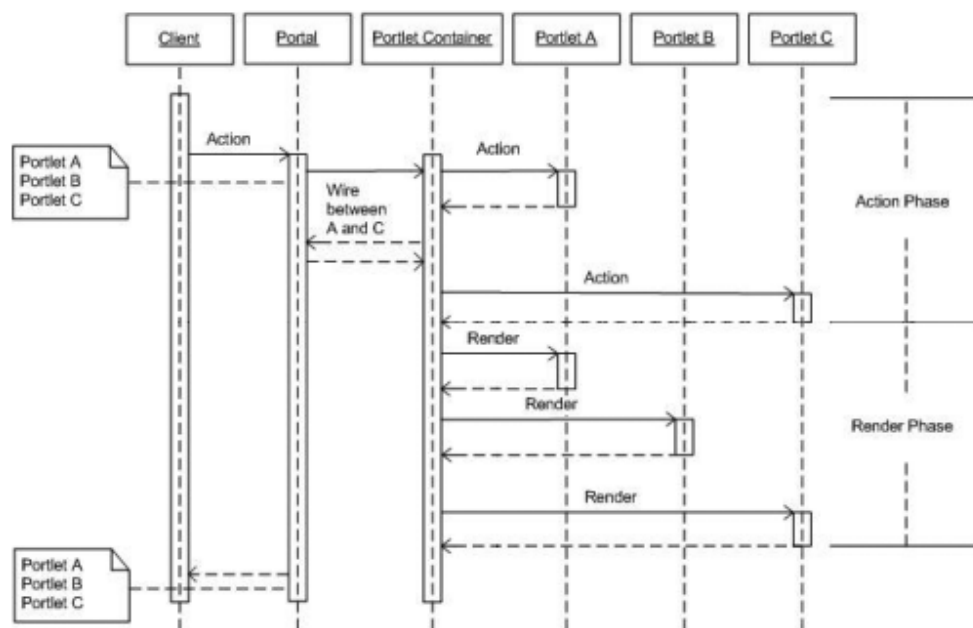 Client
Portal
Portlet Container
Portlet A
Portlet B
Portlet C
Action
Portlet A
Portlet B
Portlet C
Action
Wire
between
A and C
Action Phase
Action
Render
Render
Render Phase
Render
Portlet A
Portlet B
Portlet C